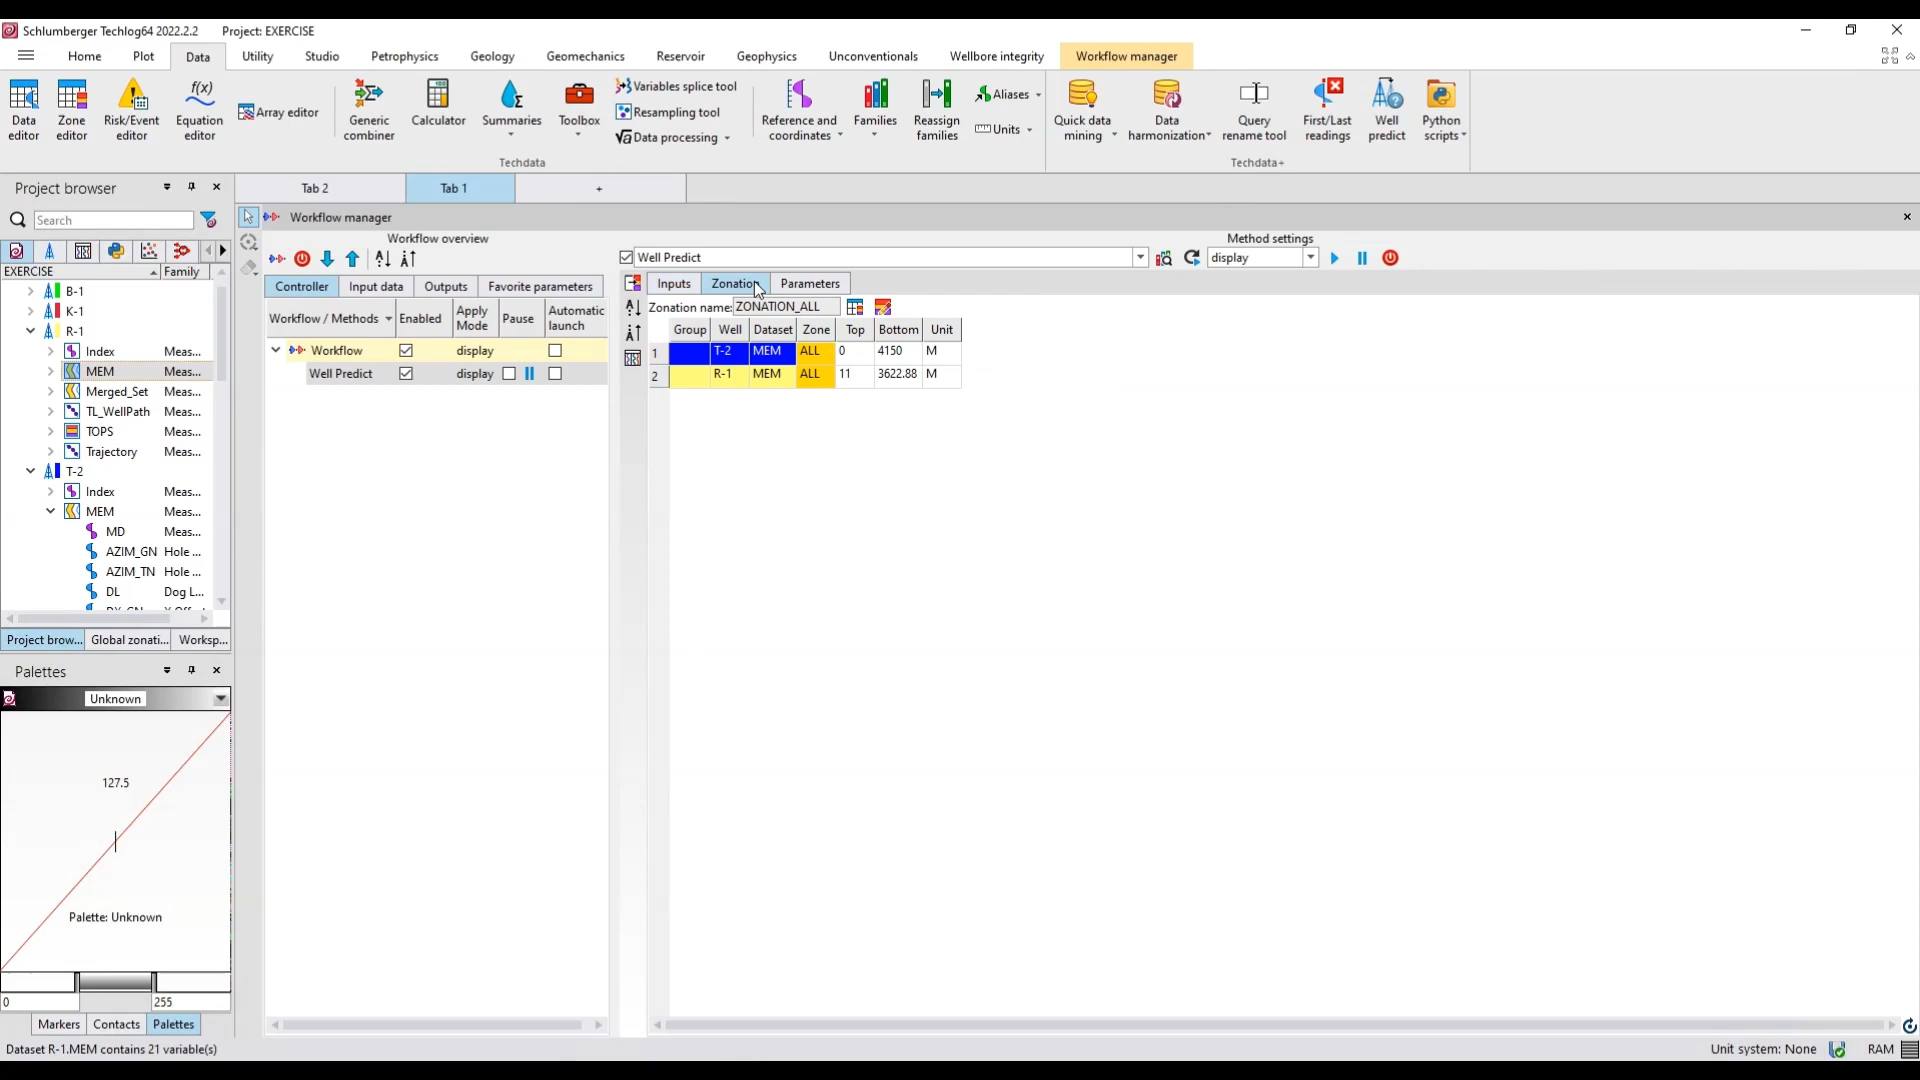 Schlumberger Techlog64 2022.2.2 Project: EXERCISE
Home Plot Data Utility Studio Petrophysics Geology Geomechanics Reservoir Geophysics Unconventionals Wellbore integrity Workflow manager
Data editor
Zone editor
Risk/Event editor
f(x)
Equation editor
Array editor
Generic combiner
Calculator
Summaries
Toolbox
Variables splice tool
Resampling tool
Data processing
Reference and coordinates
Families
Reassign families
Aliases
Units
Quick data mining
Data harmonization
Query rename tool
First/Last readings
Well predict
Python scripts
Techdata
Techdata+
Project browser
Search
EXERCISE Family
B-1
K-1
R-1
Index Meas...
MEM Meas...
Merged_Set Meas...
TL_WellPath Meas...
TOPS Meas...
Trajectory Meas...
T-2
Index Meas...
MEM Meas...
MD Meas...
AZIM_GN Hole ...
AZIM_TN Hole ...
DL Dog L...
Project brow... Global zonati... Worksp...
Palettes
Unknown
127.5
Palette: Unknown
0 255
Markers Contacts Palettes
Tab 2 Tab 1 +
Workflow manager
Workflow overview
Controller Input data Outputs Favorite parameters
Workflow / Methods Enabled Apply Mode Pause Automatic launch
Workflow display
Well Predict display
Method settings
Well Predict display
Inputs Zonation Parameters
Zonation name: ZONATION_ALL
Group Well Dataset Zone Top Bottom Unit
1 T-2 MEM ALL 0 4150 M
2 R-1 MEM ALL 11 3622.88 M
Dataset R-1.MEM contains 21 variable(s) Unit system: None RAM